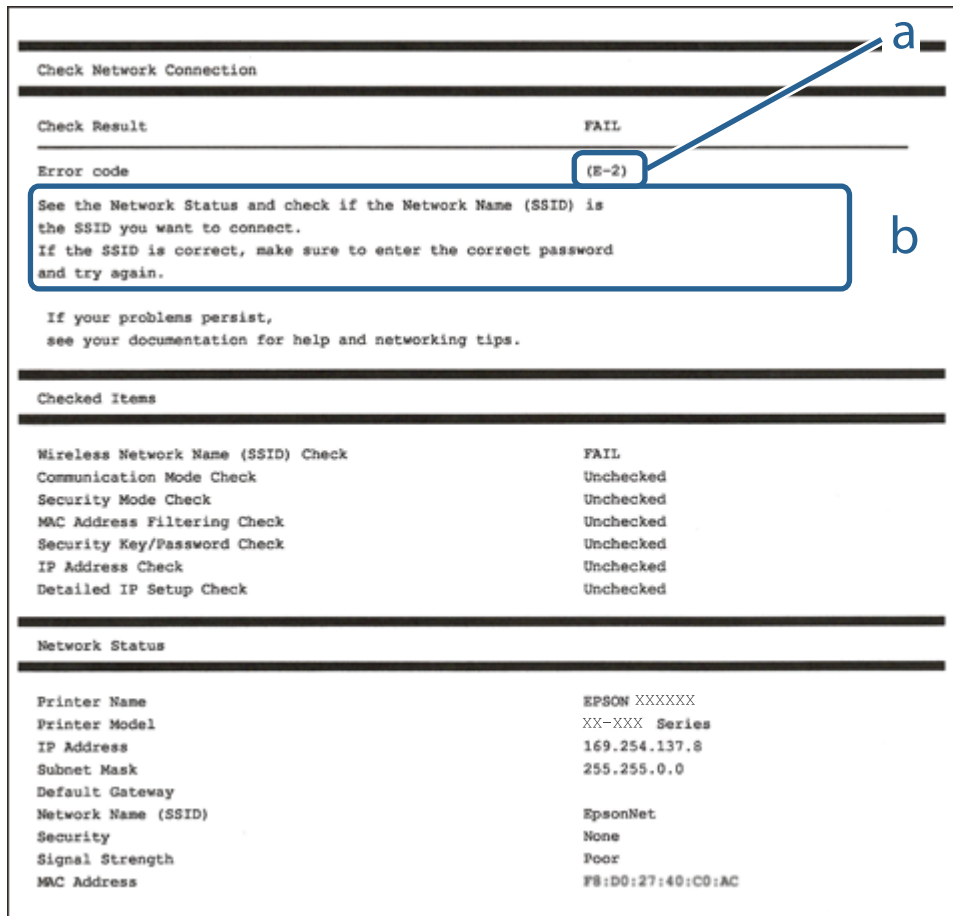 a
Check Network Connection
Check Result FAIL
Error code (E-2)
See the Network Status and check if the Network Name (SSID) is
the SSID you want to connect.
If the SSID is correct, make sure to enter the correct password
and try again.
b
If your problems persist,
see your documentation for help and networking tips.
Checked Items
Wireless Network Name (SSID) Check FAIL
Communication Mode Check Unchecked
Security Mode Check Unchecked
MAC Address Filtering Check Unchecked
Security Key/Password Check Unchecked
IP Address Check Unchecked
Detailed IP Setup Check Unchecked
Network Status
Printer Name EPSON XXXXXX
Printer Model XX-XXX Series
IP Address 169.254.137.8
Subnet Mask 255.255.0.0
Default Gateway
Network Name (SSID) EpsonNet
Security None
Signal Strength Poor
MAC Address F8:D0:27:40:C0:AC